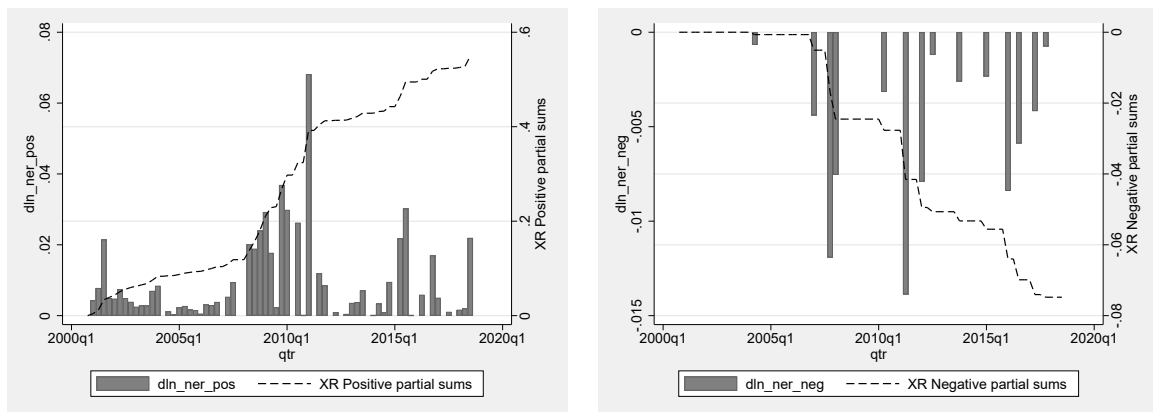 dln_ner_pos
0
.02
.04
.06
.08
XR Positive partial sums
0
.2
.4
.6
2000q1
2005q1
2010q1
2015q1
2020q1
qtr
dln_ner_pos
XR Positive partial sums
dln_ner_neg
-.015
-.01
-.005
0
XR Negative partial sums
-.08
-.06
-.04
-.02
0
2000q1
2005q1
2010q1
2015q1
2020q1
qtr
dln_ner_neg
XR Negative partial sums